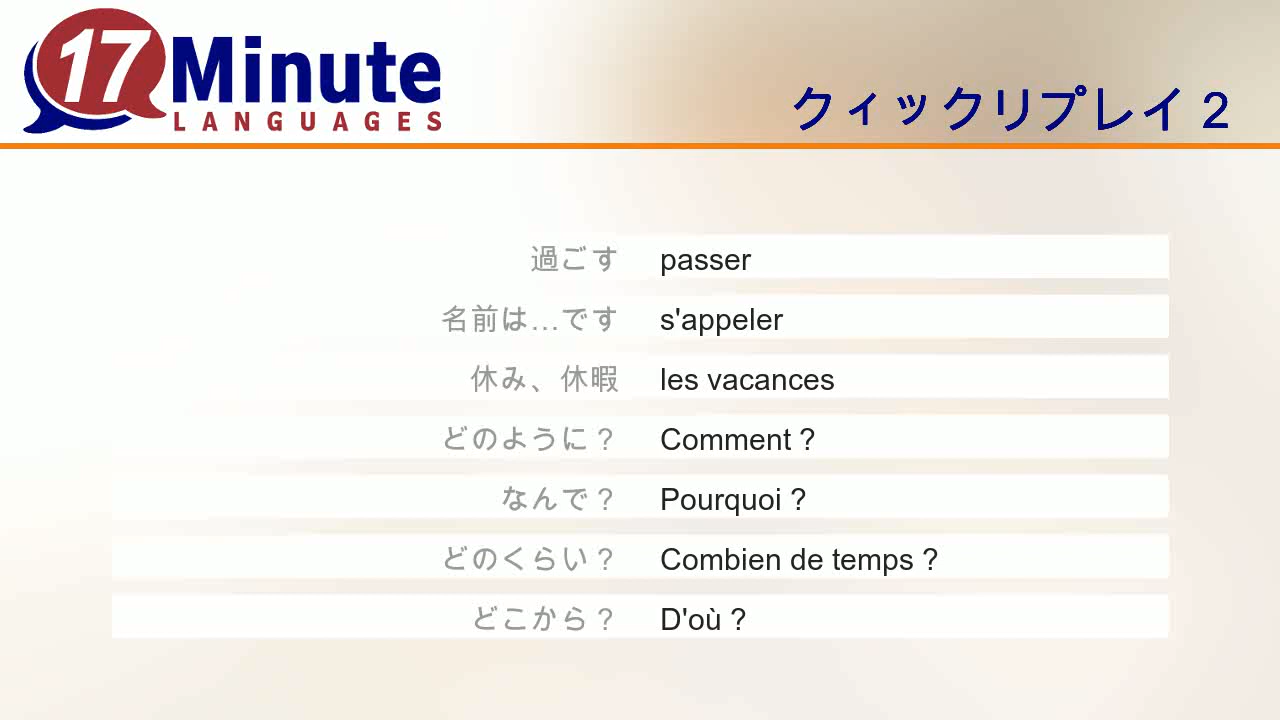 17 Minute
LANGUAGES
クィックリプレイ 2
過ごす passer
名前は…です s'appeler
休み、休暇 les vacances
どのように？ Comment ?
なんで？ Pourquoi ?
どのくらい？ Combien de temps ?
どこから？ D'où ?